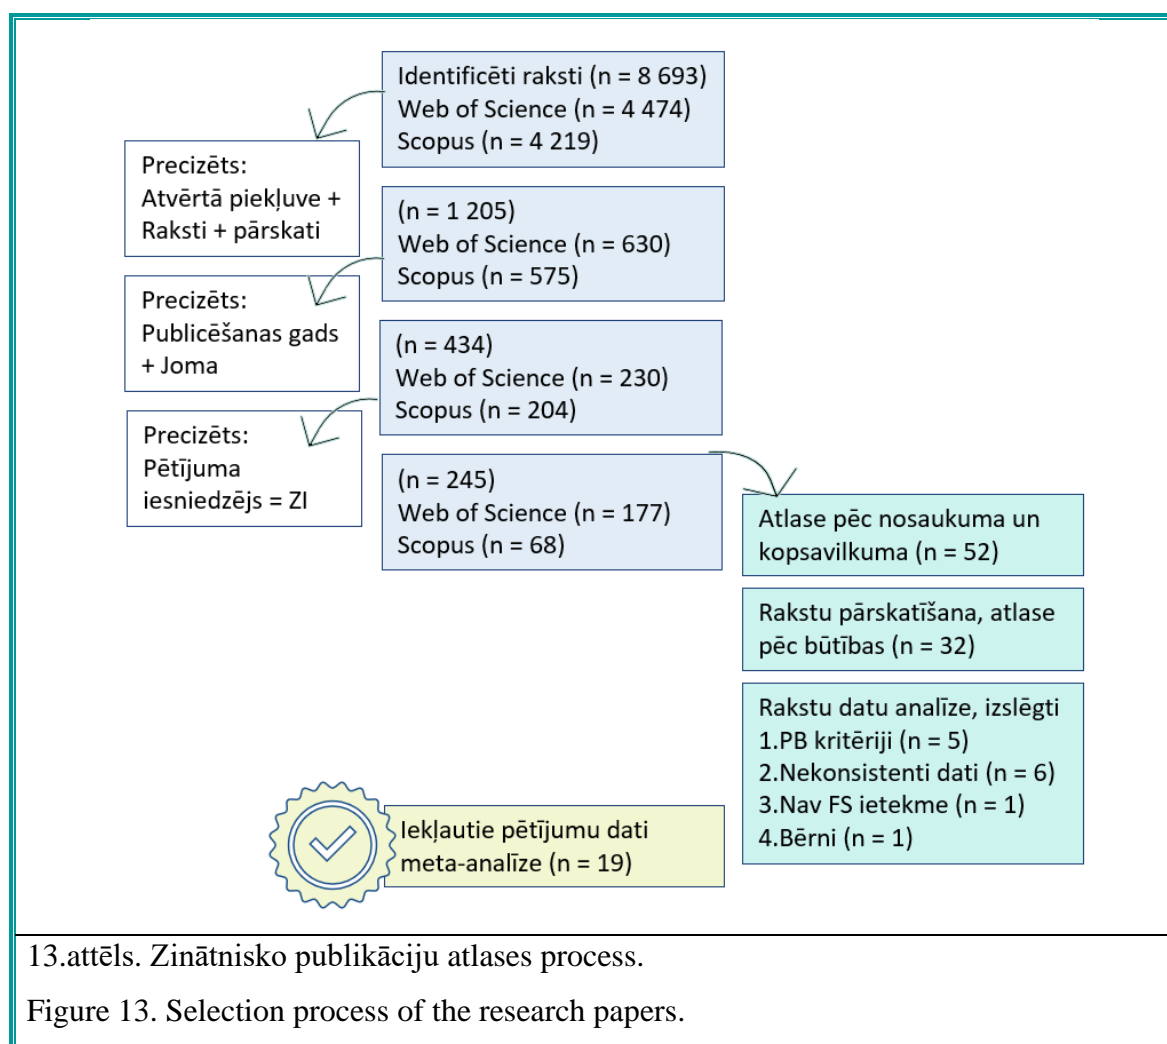 Identificēti raksti (n = 8 693)
Web of Science (n = 4 474)
Scopus (n = 4 219)
Precizēts:
Atvērtā piekļuve +
Raksti + pārskati
(n = 1 205)
Web of Science (n = 630)
Scopus (n = 575)
Precizēts:
Publicēšanas gads
+ Joma
(n = 434)
Web of Science (n = 230)
Scopus (n = 204)
Precizēts:
Pētījuma
iesniedzējs = ZI
(n = 245)
Web of Science (n = 177)
Scopus (n = 68)
Atlase pēc nosaukuma un
kopsavilkuma (n = 52)
Rakstu pārskatīšana, atlase
pēc būtības (n = 32)
Rakstu datu analīze, izslēgti
1.PB kritēriji (n = 5)
2.Nekonsistenti dati (n = 6)
3.Nav FS ietekme (n = 1)
4.Bērni (n = 1)
Iekļautie pētījumu dati
meta-analīze (n = 19)
13.attēls. Zinātnisko publikāciju atlases process.
Figure 13. Selection process of the research papers.